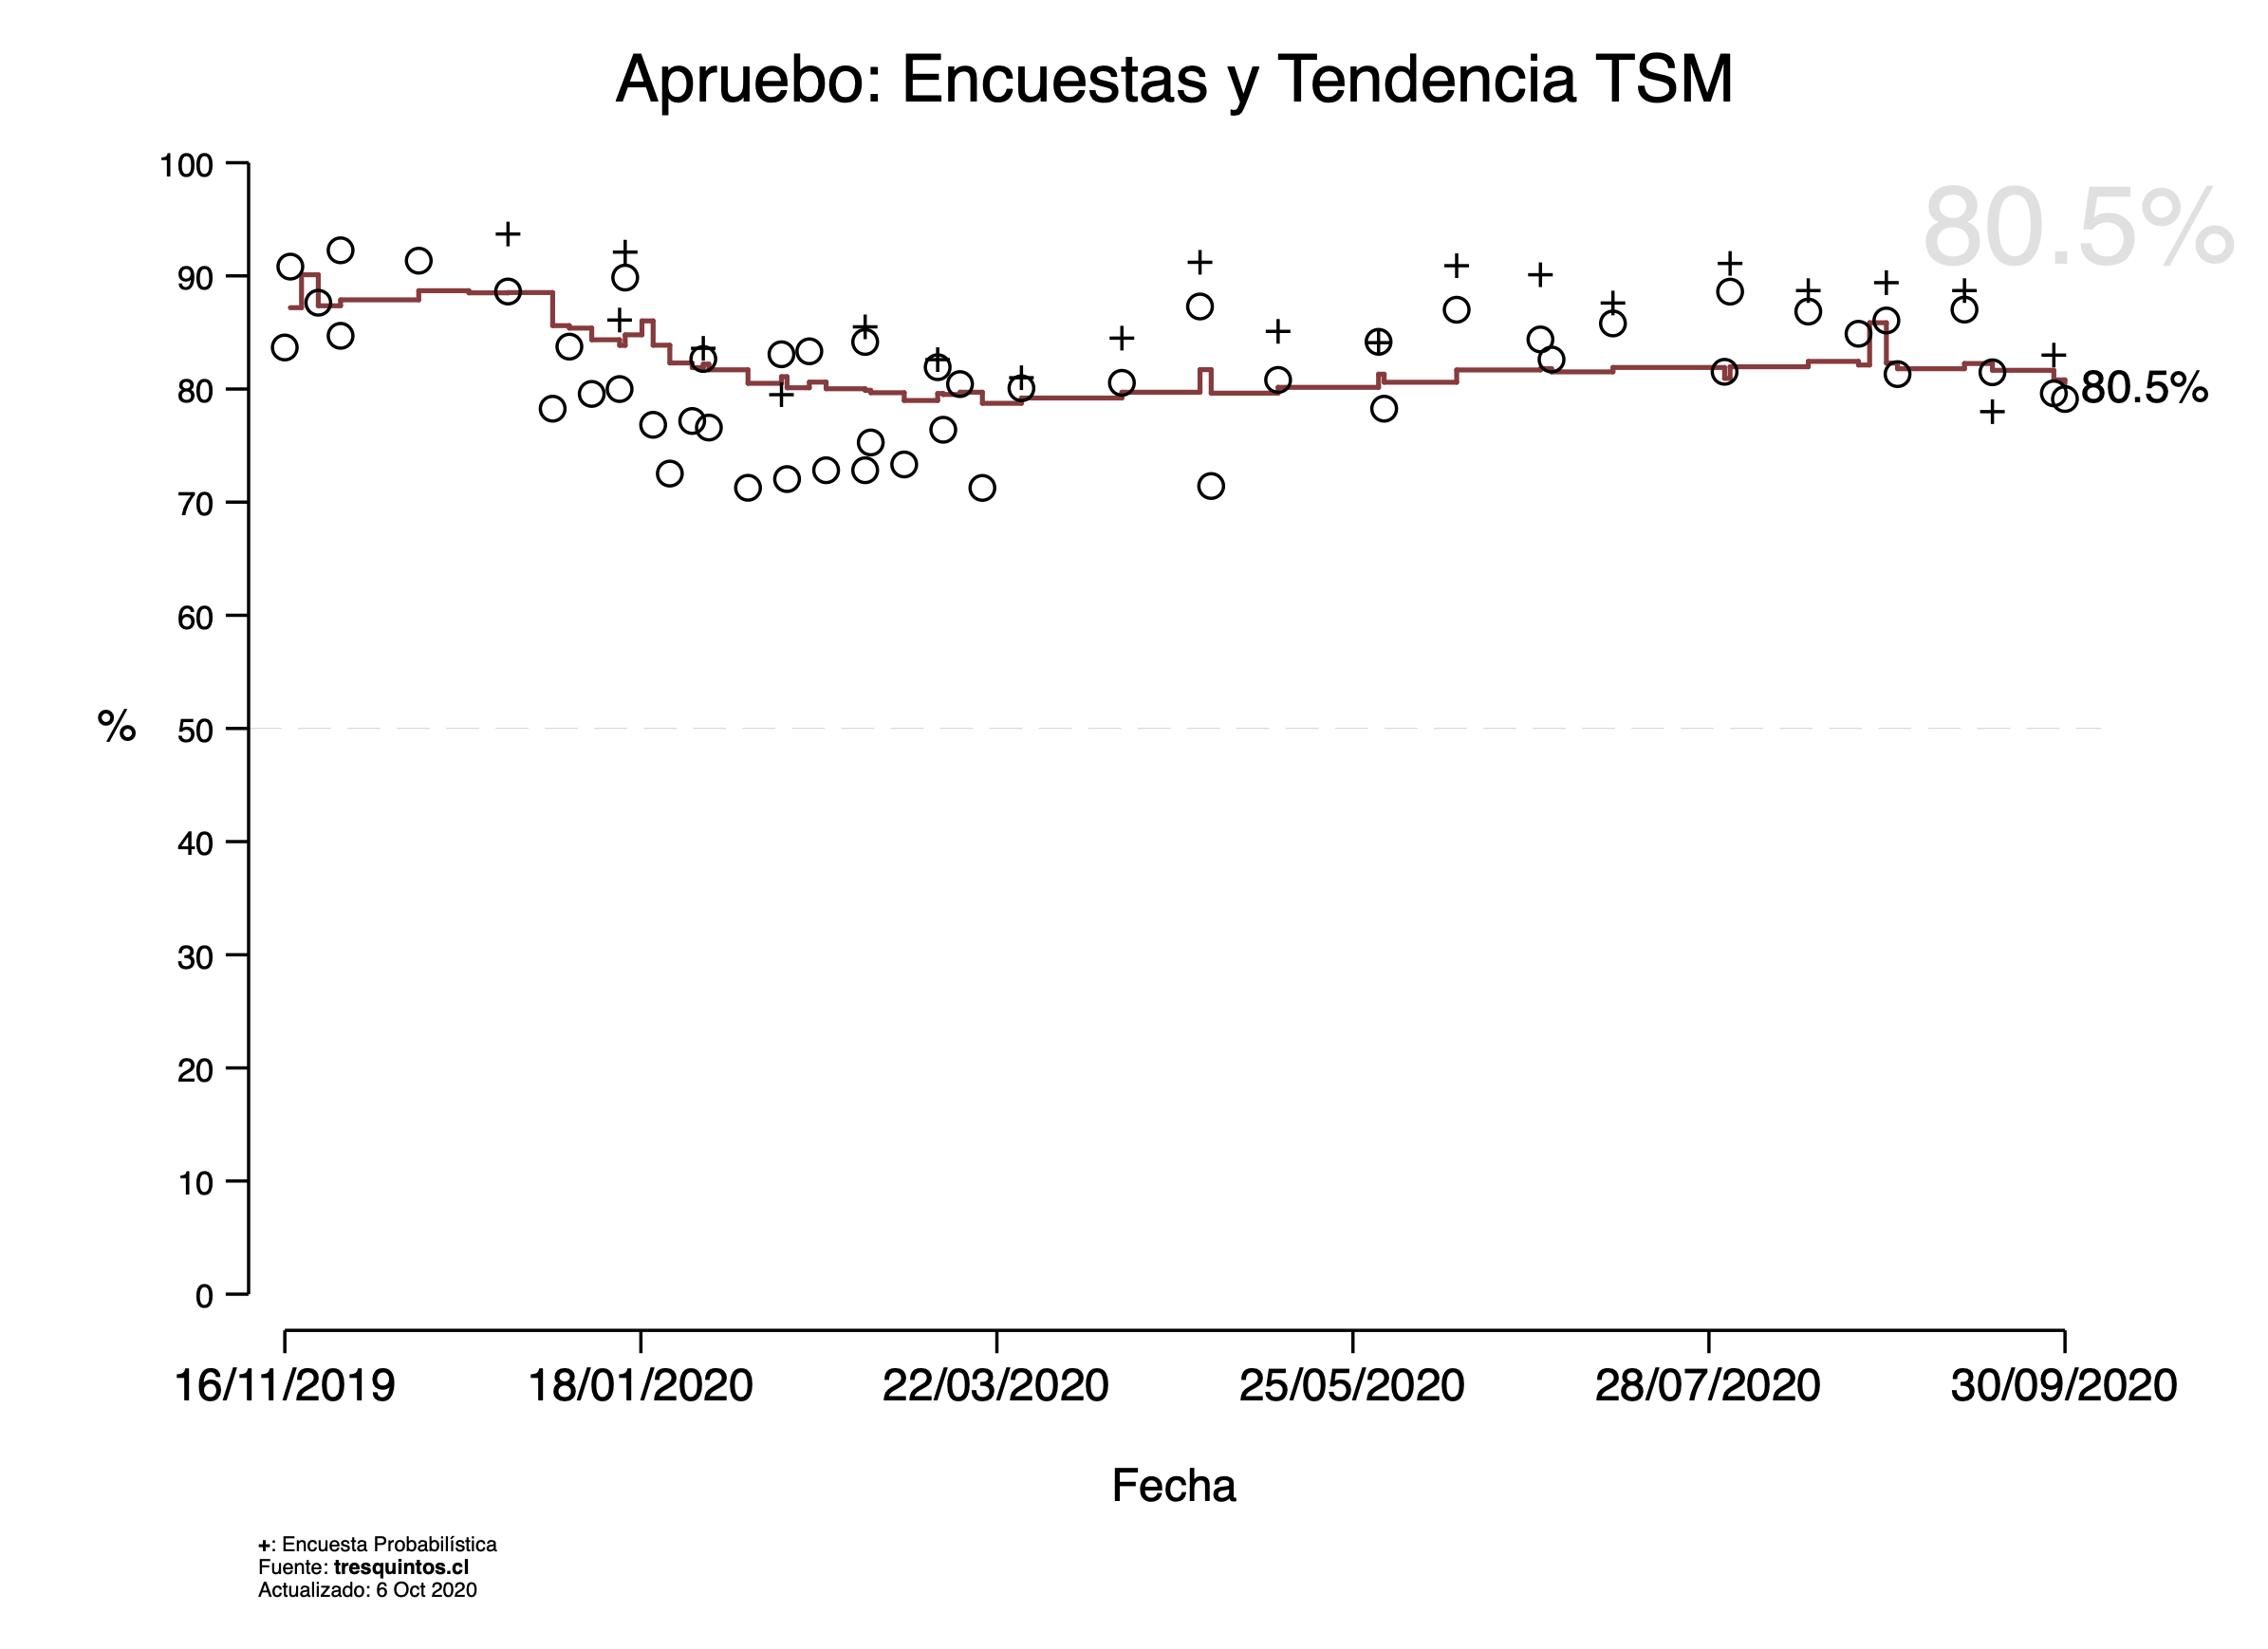 Apruebo: Encuestas y Tendencia TSM
80.5%
100
90
80
70
60
50
40
30
20
10
0
%
80.5%
16/11/2019 18/01/2020 22/03/2020 25/05/2020 28/07/2020 30/09/2020
Fecha
+: Encuesta Probabilística
Fuente: tresquintos.cl
Actualizado: 6 Oct 2020